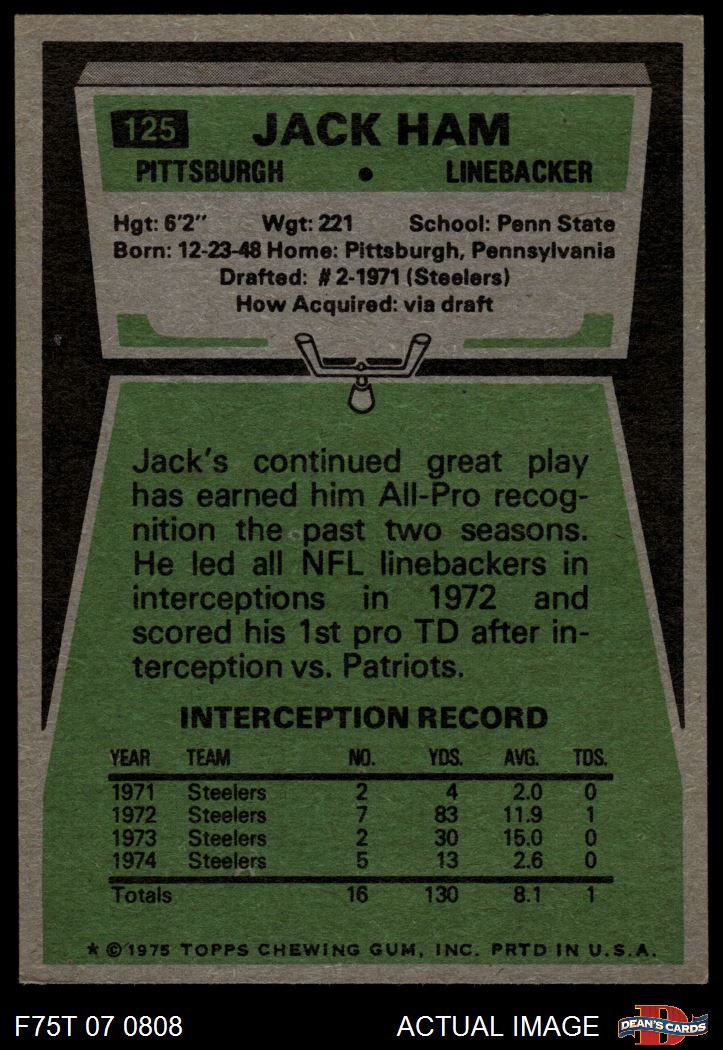 125 JACK HAM
PITTSBURGH • LINEBACKER
Hgt: 6'2" Wgt: 221 School: Penn State
Born: 12-23-48 Home: Pittsburgh, Pennsylvania
Drafted: #2-1971 (Steelers)
How Acquired: via draft
Jack's continued great play
has earned him All-Pro recog-
nition the past two seasons.
He led all NFL linebackers in
interceptions in 1972 and
scored his 1st pro TD after in-
terception vs. Patriots.
INTERCEPTION RECORD
YEAR TEAM NO. YDS. AVG. TDS.
1971 Steelers 2 4 2.0 0
1972 Steelers 7 83 11.9 1
1973 Steelers 2 30 15.0 0
1974 Steelers 5 13 2.6 0
Totals 16 130 8.1 1
* © 1975 TOPPS CHEWING GUM, INC. PRTD IN U.S.A.
F75T 07 0808 ACTUAL IMAGE D DEAN'S CARDS